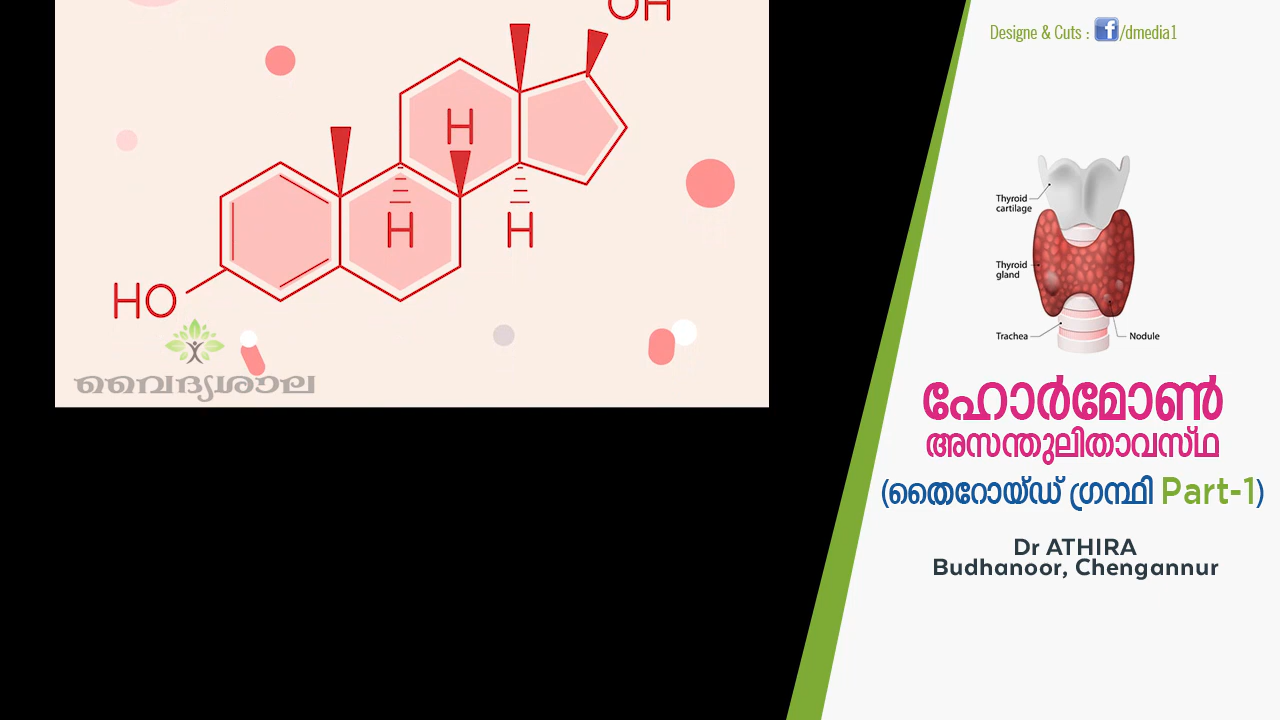 OH
H
H
H
HO
വൈദ്യശാല
Designe & Cuts : f/dmedia1
Thyroid
cartilage
Thyroid
gland
Trachea
Nodule
ഹോർമോൺ
അസന്തുലിതാവസ്ഥ
(തൈറോയ്ഡ് ഗ്രന്ഥി Part-1)
Dr ATHIRA
Budhanoor, Chengannur